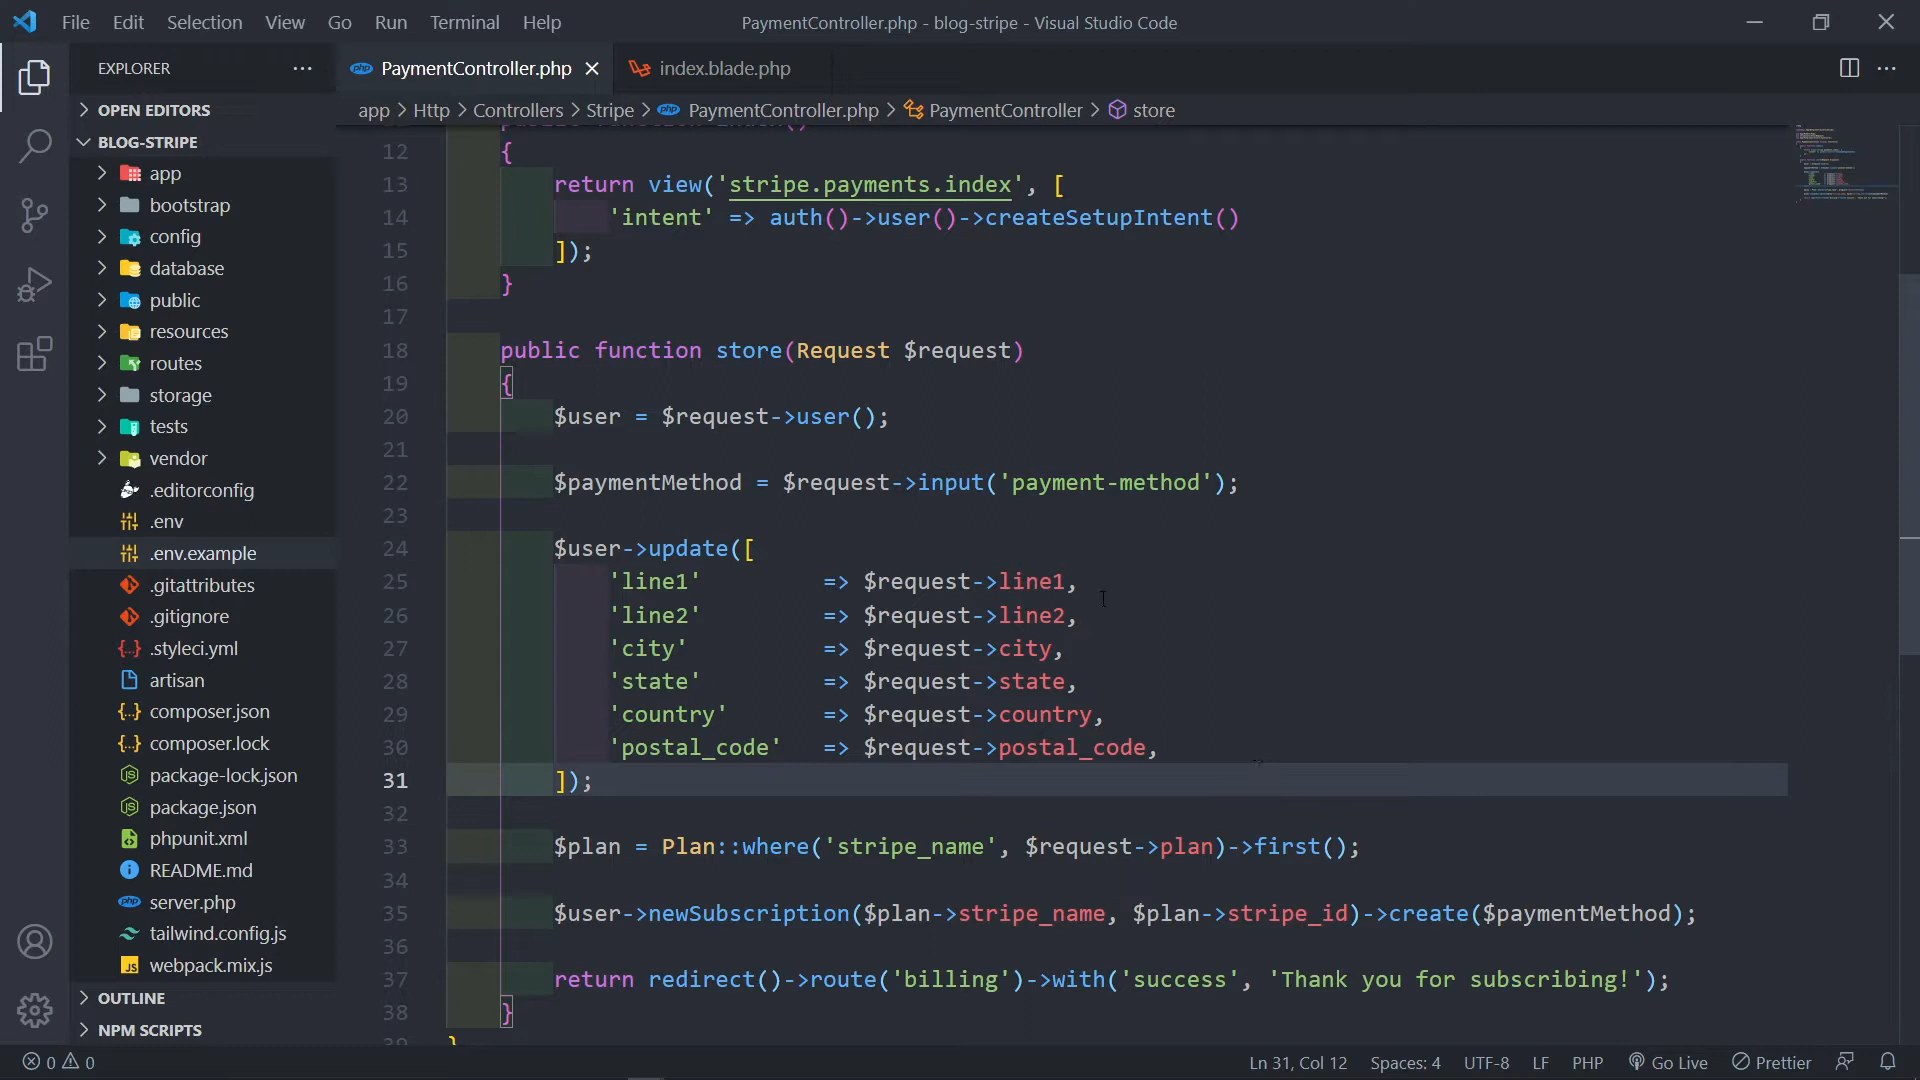 File Edit Selection View Go Run Terminal Help
PaymentController.php - blog-stripe - Visual Studio Code
EXPLORER
PaymentController.php
index.blade.php
app > Http > Controllers > Stripe > PaymentController.php > PaymentController > store
OPEN EDITORS
BLOG-STRIPE
app
bootstrap
config
database
public
resources
routes
storage
tests
vendor
.editorconfig
.env
.env.example
.gitattributes
.gitignore
.styleci.yml
artisan
composer.json
composer.lock
package-lock.json
package.json
phpunit.xml
README.md
server.php
tailwind.config.js
webpack.mix.js
OUTLINE
NPM SCRIPTS
12 {
13 return view('stripe.payments.index', [
14 'intent' => auth()->user()->createSetupIntent()
15 ]);
16 }
17
18 public function store(Request $request)
19 {
20 $user = $request->user();
21
22 $paymentMethod = $request->input('payment-method');
23
24 $user->update([
25 'line1' => $request->line1,
26 'line2' => $request->line2,
27 'city' => $request->city,
28 'state' => $request->state,
29 'country' => $request->country,
30 'postal_code' => $request->postal_code,
31 ]);
32
33 $plan = Plan::where('stripe_name', $request->plan)->first();
34
35 $user->newSubscription($plan->stripe_name, $plan->stripe_id)->create($paymentMethod);
36
37 return redirect()->route('billing')->with('success', 'Thank you for subscribing!');
38 }
39 }
0 0
Ln 31, Col 12 Spaces: 4 UTF-8 LF PHP Go Live Prettier